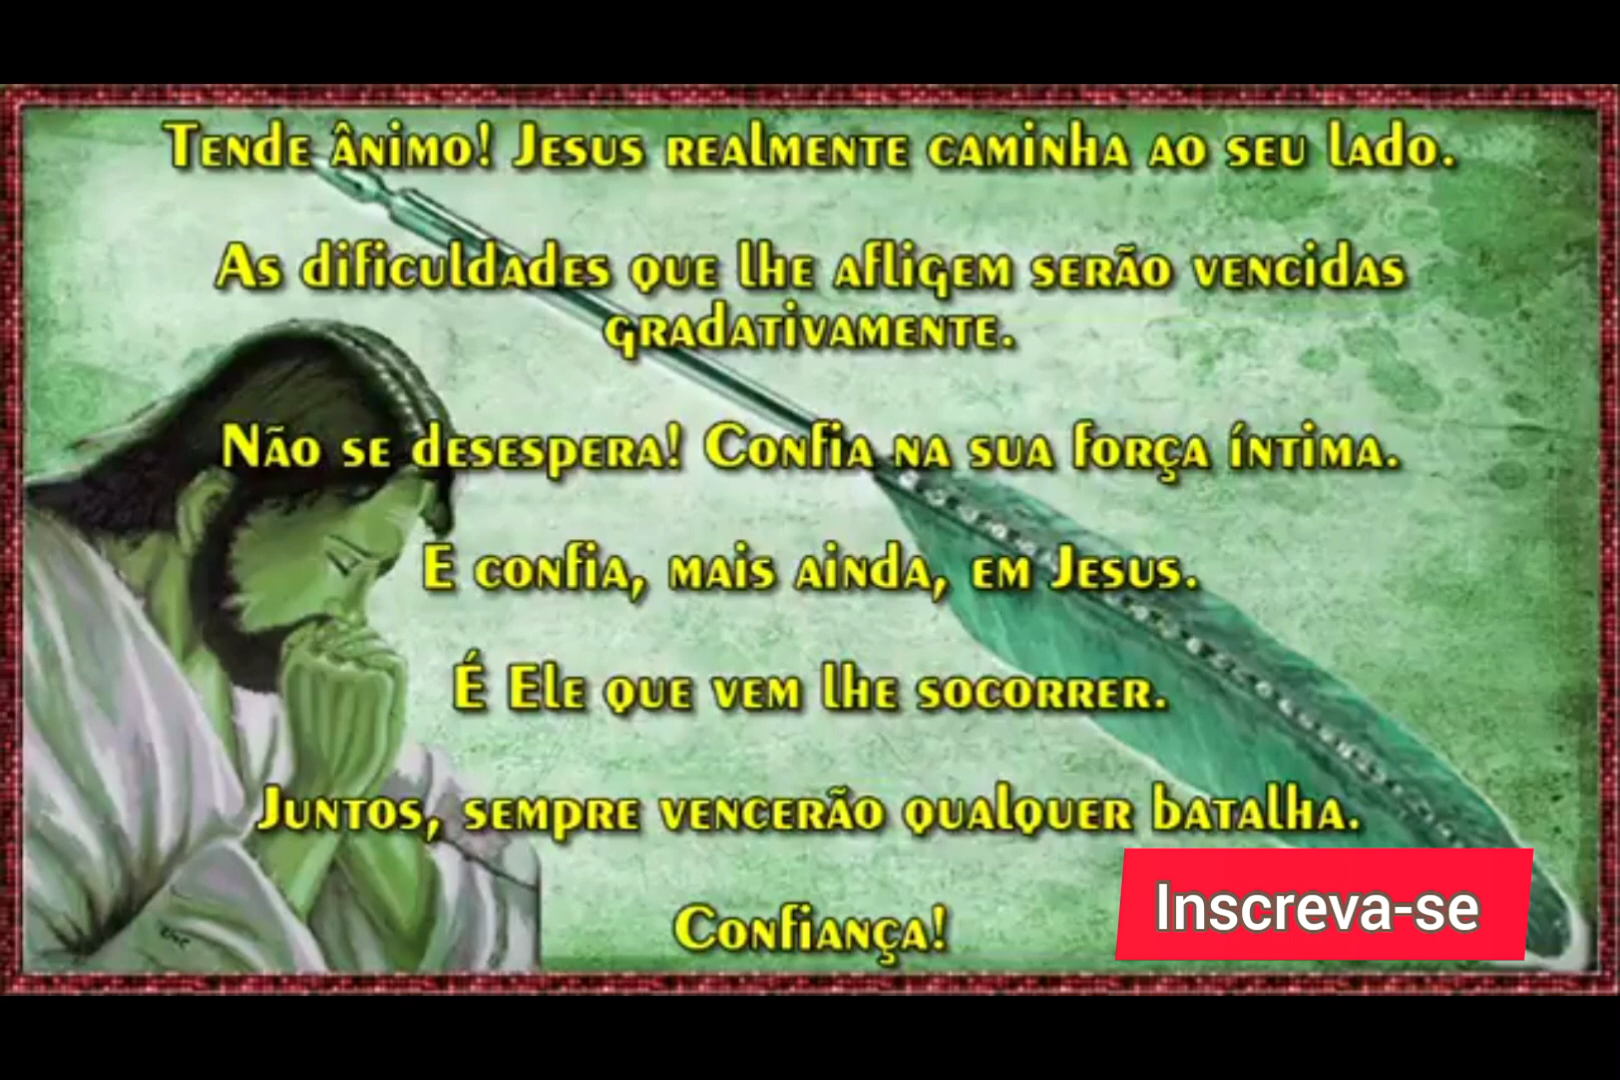 Tende ânimo! Jesus realmente caminha ao seu lado.
As dificuldades que lhe afligem serão vencidas
gradativamente.
Não se desespera! Confia na sua força íntima.
E confia, mais ainda, em Jesus.
É Ele que vem lhe socorrer.
Juntos, sempre vencerão qualquer batalha.
Confiança!
Inscreva-se